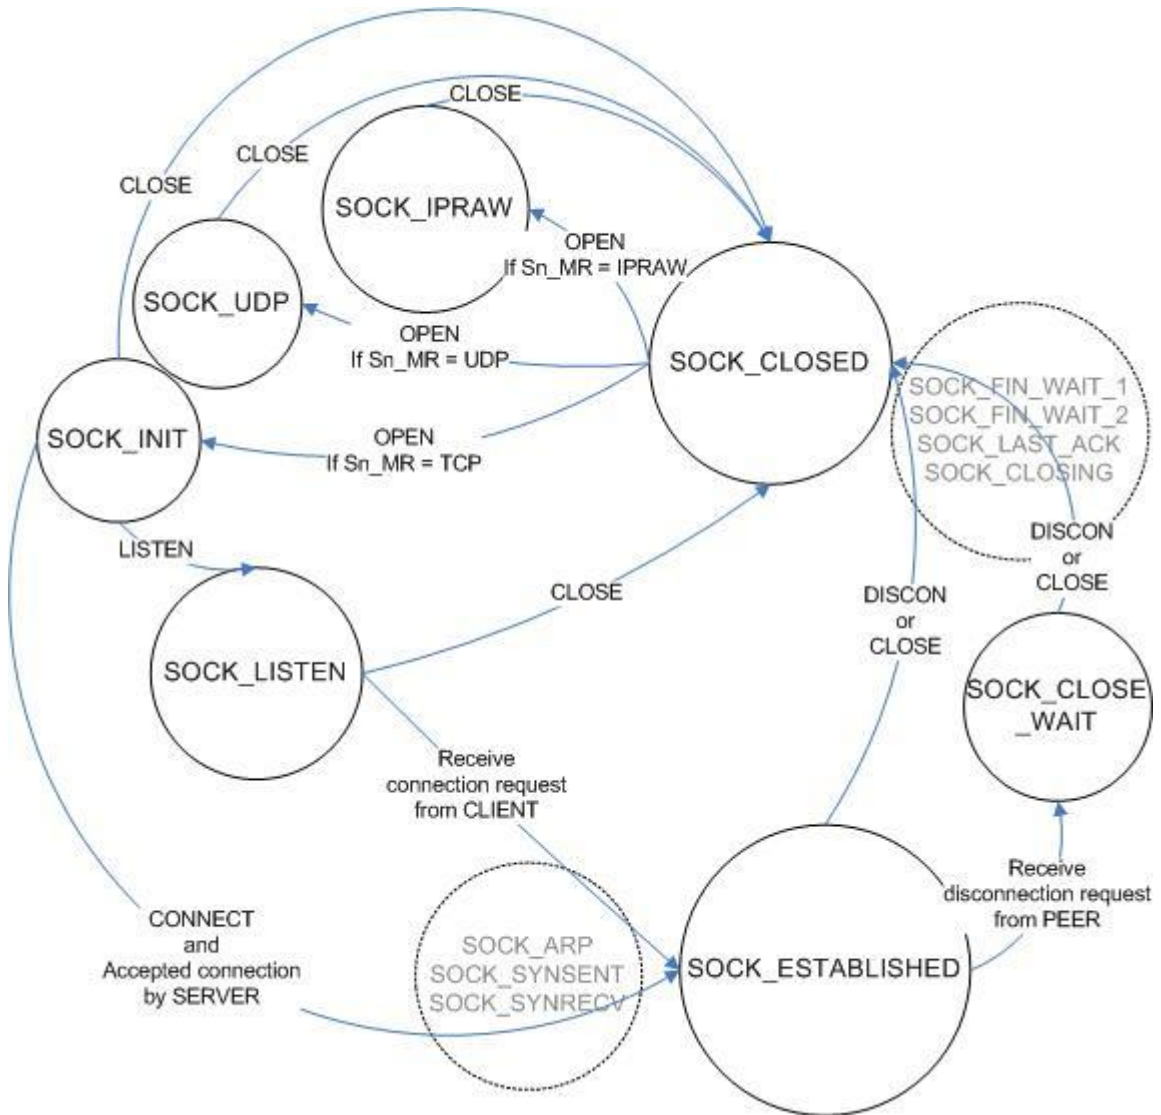 CLOSE
CLOSE
CLOSE
SOCK_IPRAW
OPEN
If Sn_MR = IPRAW
SOCK_UDP
OPEN
If Sn_MR = UDP
SOCK_CLOSED
SOCK_FIN_WAIT_1
SOCK_FIN_WAIT_2
SOCK_LAST_ACK
SOCK_CLOSING
SOCK_INIT
OPEN
If Sn_MR = TCP
LISTEN
DISCON
or
CLOSE
CLOSE
DISCON
or
CLOSE
SOCK_LISTEN
SOCK_CLOSE
_WAIT
Receive
connection request
from CLIENT
Receive
disconnection request
from PEER
CONNECT
and
Accepted connection
by SERVER
SOCK_ARP
SOCK_SYNSENT
SOCK_SYNRECV
SOCK_ESTABLISHED